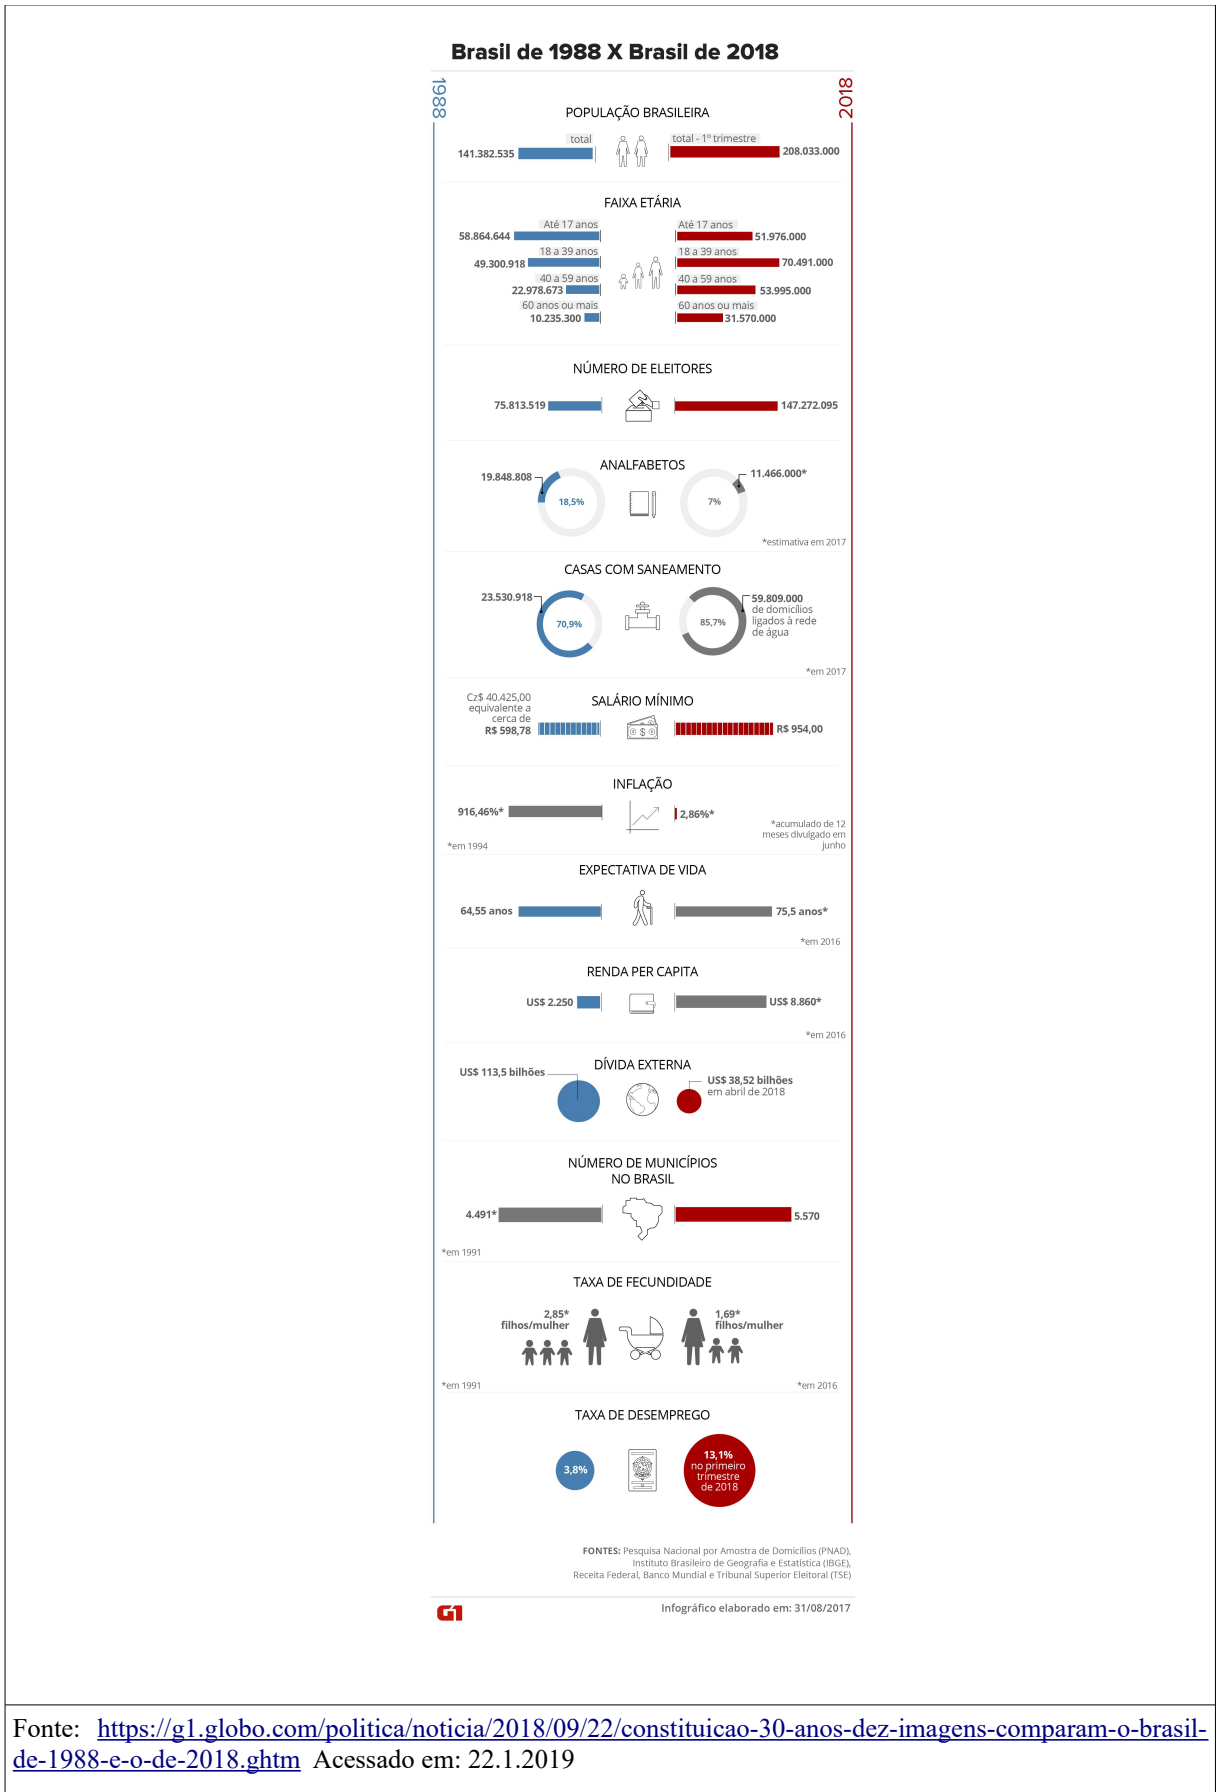 Brasil de 1988 X Brasil de 2018
1988
2018
POPULAÇÃO BRASILEIRA
total
141.382.535
total - 1º trimestre
208.033.000
FAIXA ETÁRIA
Até 17 anos
58.864.644
Até 17 anos
51.976.000
18 a 39 anos
49.300.918
18 a 39 anos
70.491.000
40 a 59 anos
22.978.673
40 a 59 anos
53.995.000
60 anos ou mais
10.235.300
60 anos ou mais
31.570.000
NÚMERO DE ELEITORES
75.813.519
147.272.095
ANALFABETOS
19.848.808
18,5%
11.466.000*
7%
*estimativa em 2017
CASAS COM SANEAMENTO
23.530.918
70,9%
85,7%
59.809.000
de domicílios
ligados à rede
de água
*em 2017
SALÁRIO MÍNIMO
Cz$ 40.425,00
equivalente a
cerca de
R$ 598,78
R$ 954,00
INFLAÇÃO
916,46%*
*em 1994
2,86%*
*acumulado de 12
meses divulgado em
junho
EXPECTATIVA DE VIDA
64,55 anos
75,5 anos*
*em 2016
RENDA PER CAPITA
US$ 2.250
US$ 8.860*
*em 2016
DÍVIDA EXTERNA
US$ 113,5 bilhões
US$ 38,52 bilhões
em abril de 2018
NÚMERO DE MUNICÍPIOS
NO BRASIL
4.491*
5.570
*em 1991
TAXA DE FECUNDIDADE
2,85*
filhos/mulher
1,69*
filhos/mulher
*em 1991
*em 2016
TAXA DE DESEMPREGO
3,8%
13,1%
no primeiro
trimestre
de 2018
FONTES: Pesquisa Nacional por Amostra de Domicílios (PNAD),
Instituto Brasileiro de Geografia e Estatística (IBGE),
Receita Federal, Banco Mundial e Tribunal Superior Eleitoral (TSE)
G1
Infográfico elaborado em: 31/08/2017
Fonte: https://g1.globo.com/politica/noticia/2018/09/22/constituicao-30-anos-dez-imagens-comparam-o-brasil-
de-1988-e-o-de-2018.ghtm Acessado em: 22.1.2019